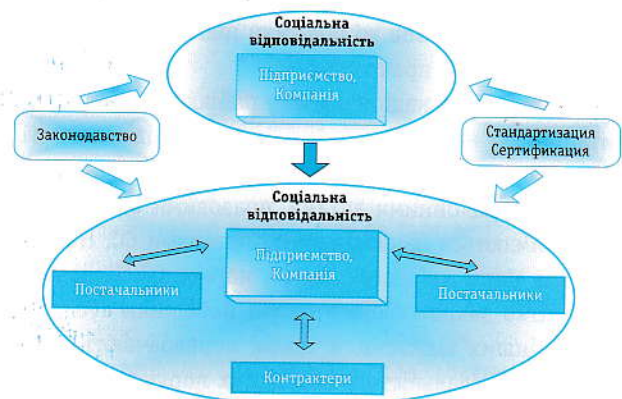 Соціальна
відповідальність
Підприємство,
Компанія
Законодавство
Стандартизация
Сертификация
Соціальна
відповідальність
Підприємство,
Компанія
Постачальники
Постачальники
Контрактери